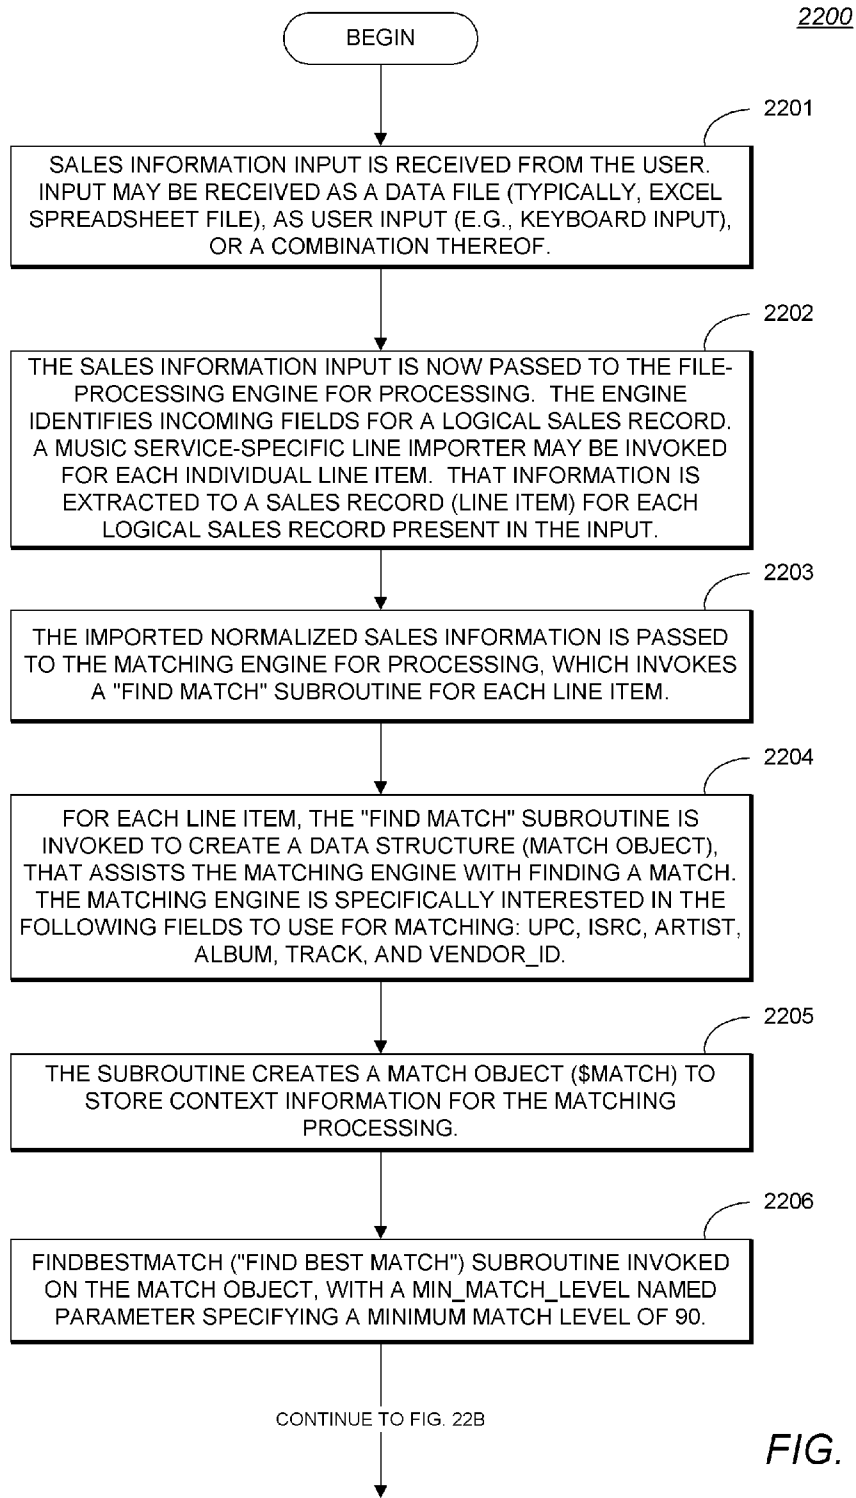 2200
BEGIN
2201
SALES INFORMATION INPUT IS RECEIVED FROM THE USER.
INPUT MAY BE RECEIVED AS A DATA FILE (TYPICALLY, EXCEL
SPREADSHEET FILE), AS USER INPUT (E.G., KEYBOARD INPUT),
OR A COMBINATION THEREOF.
2202
THE SALES INFORMATION INPUT IS NOW PASSED TO THE FILE-
PROCESSING ENGINE FOR PROCESSING. THE ENGINE
IDENTIFIES INCOMING FIELDS FOR A LOGICAL SALES RECORD.
A MUSIC SERVICE-SPECIFIC LINE IMPORTER MAY BE INVOKED
FOR EACH INDIVIDUAL LINE ITEM. THAT INFORMATION IS
EXTRACTED TO A SALES RECORD (LINE ITEM) FOR EACH
LOGICAL SALES RECORD PRESENT IN THE INPUT.
2203
THE IMPORTED NORMALIZED SALES INFORMATION IS PASSED
TO THE MATCHING ENGINE FOR PROCESSING, WHICH INVOKES
A "FIND MATCH" SUBROUTINE FOR EACH LINE ITEM.
2204
FOR EACH LINE ITEM, THE "FIND MATCH" SUBROUTINE IS
INVOKED TO CREATE A DATA STRUCTURE (MATCH OBJECT),
THAT ASSISTS THE MATCHING ENGINE WITH FINDING A MATCH.
THE MATCHING ENGINE IS SPECIFICALLY INTERESTED IN THE
FOLLOWING FIELDS TO USE FOR MATCHING: UPC, ISRC, ARTIST,
ALBUM, TRACK, AND VENDOR_ID.
2205
THE SUBROUTINE CREATES A MATCH OBJECT ($MATCH) TO
STORE CONTEXT INFORMATION FOR THE MATCHING
PROCESSING.
2206
FINDBESTMATCH ("FIND BEST MATCH") SUBROUTINE INVOKED
ON THE MATCH OBJECT, WITH A MIN_MATCH_LEVEL NAMED
PARAMETER SPECIFYING A MINIMUM MATCH LEVEL OF 90.
CONTINUE TO FIG. 22B
FIG.